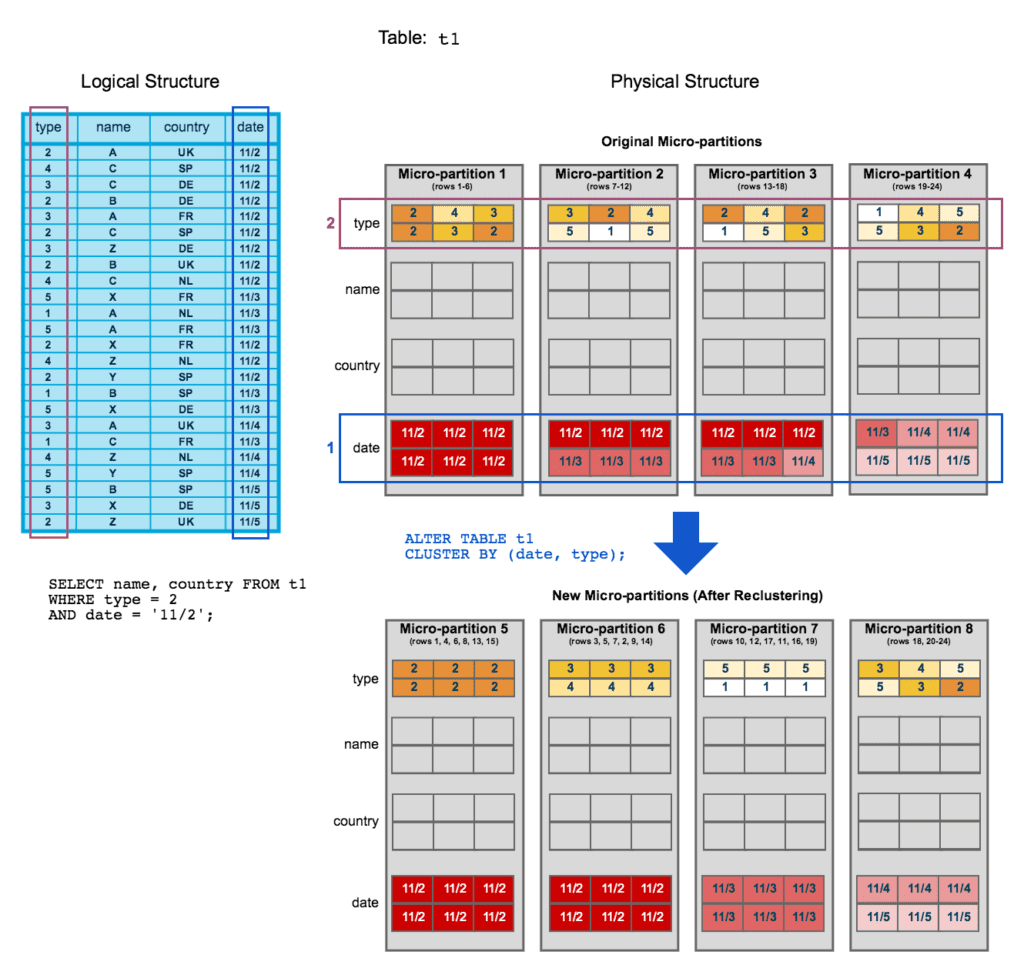 Table: t1
Logical Structure
type name country date
2 A UK 11/2
4 C SP 11/2
3 C DE 11/2
2 B DE 11/2
3 A FR 11/2
2 C SP 11/2
3 Z DE 11/2
2 B UK 11/2
4 C NL 11/2
5 X FR 11/3
1 A NL 11/3
5 A FR 11/3
2 X FR 11/2
4 Z NL 11/2
2 Y SP 11/2
1 B SP 11/3
5 X DE 11/3
3 A UK 11/4
1 C FR 11/3
4 Z NL 11/4
5 Y SP 11/4
5 B SP 11/5
3 X DE 11/5
2 Z UK 11/5
SELECT name, country FROM t1
WHERE type = 2
AND date = '11/2';
Physical Structure
Original Micro-partitions
Micro-partition 1 Micro-partition 2 Micro-partition 3 Micro-partition 4
(rows 1-6) (rows 7-12) (rows 13-18) (rows 19-24)
2 type
2 4 3 3 2 4 2 4 2 1 4 5
2 3 2 5 1 5 1 5 3 5 3 2
name
country
1 date
11/2 11/2 11/2 11/2 11/2 11/2 11/2 11/2 11/2 11/3 11/4 11/4
11/2 11/2 11/2 11/3 11/3 11/3 11/3 11/3 11/4 11/5 11/5 11/5
ALTER TABLE t1
CLUSTER BY (date, type);
New Micro-partitions (After Reclustering)
Micro-partition 5 Micro-partition 6 Micro-partition 7 Micro-partition 8
(rows 1, 4, 6, 8, 13, 15) (rows 3, 5, 7, 2, 9, 14) (rows 10, 12, 17, 11, 16, 19) (rows 18, 20-24)
type
2 2 2 3 3 3 5 5 5 3 4 5
2 2 2 4 4 4 1 1 1 5 3 2
name
country
date
11/2 11/2 11/2 11/2 11/2 11/2 11/3 11/3 11/3 11/4 11/4 11/4
11/2 11/2 11/2 11/2 11/2 11/2 11/3 11/3 11/3 11/5 11/5 11/5